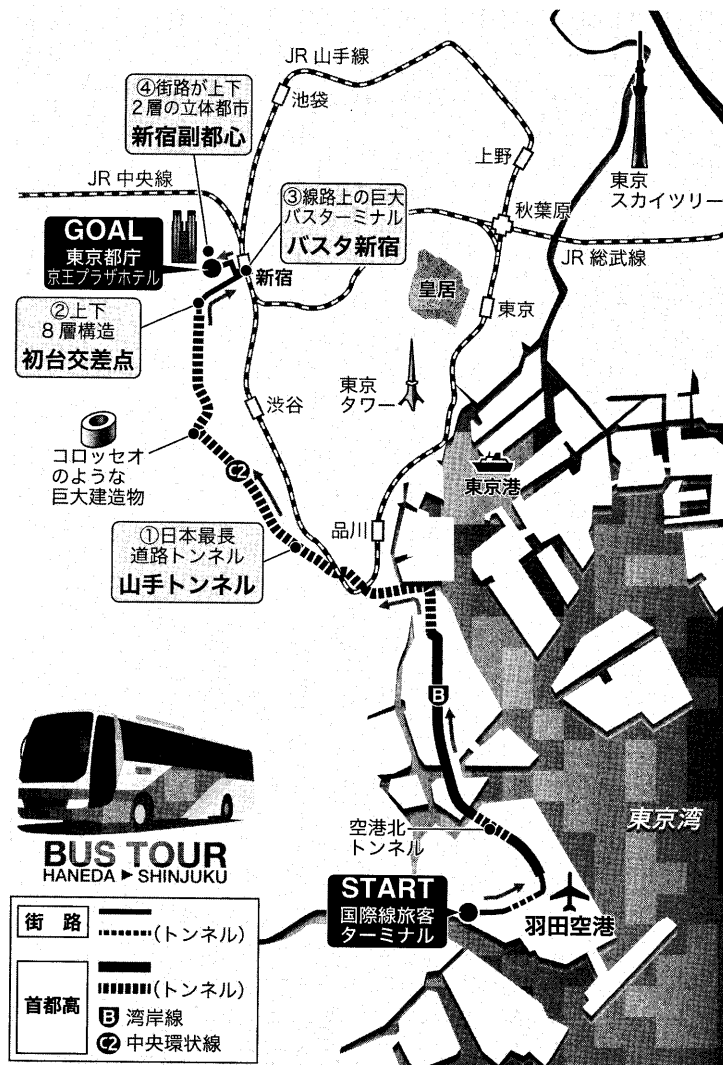 JR 山手線
④街路が上下
2層の立体都市
新宿副都心
池袋
上野
東京
スカイツリー
JR 中央線
③線路上の巨大
バスターミナル
バスタ新宿
秋葉原
JR 総武線
GOAL
東京都庁
京王プラザホテル
新宿
皇居
東京
②上下
8層構造
初台交差点
渋谷
東京
タワー
コロッセオ
のような
巨大建造物
C2
東京港
品川
①日本最長
道路トンネル
山手トンネル
B
東京湾
空港北
トンネル
BUS TOUR
HANEDA ▶ SHINJUKU
START
国際線旅客
ターミナル
羽田空港
街路
(トンネル)
首都高
(トンネル)
B 湾岸線
C2 中央環状線